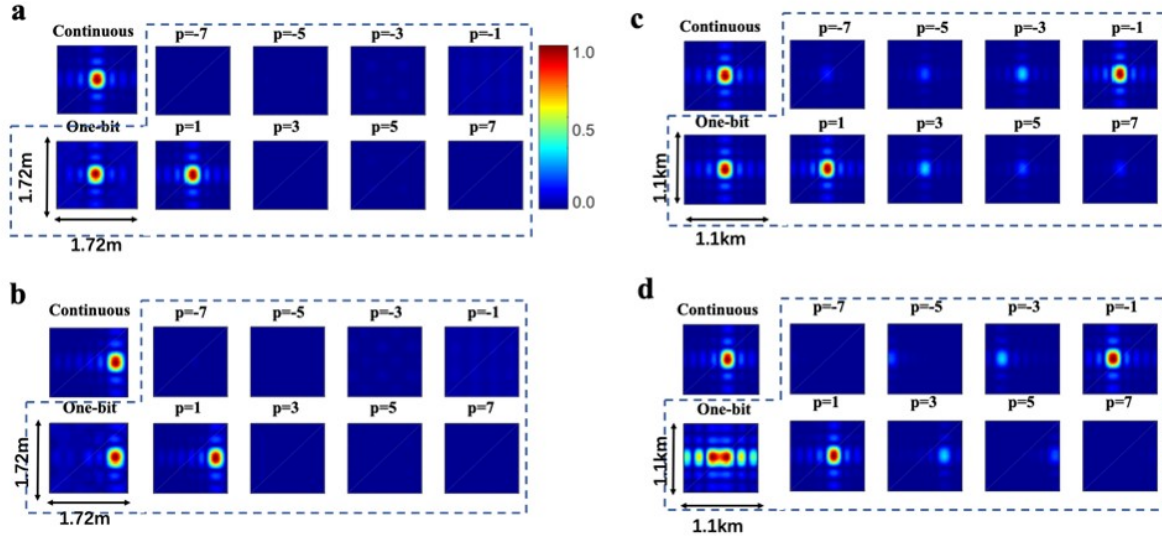 a
Continuous
p=-7 p=-5 p=-3 p=-1
One-bit
p=1 p=3 p=5 p=7
1.72m
1.72m
1.0
0.5
0.0
c
Continuous
p=-7 p=-5 p=-3 p=-1
One-bit
p=1 p=3 p=5 p=7
1.1km
1.1km
b
Continuous
p=-7 p=-5 p=-3 p=-1
One-bit
p=1 p=3 p=5 p=7
1.72m
1.72m
d
Continuous
p=-7 p=-5 p=-3 p=-1
One-bit
p=1 p=3 p=5 p=7
1.1km
1.1km